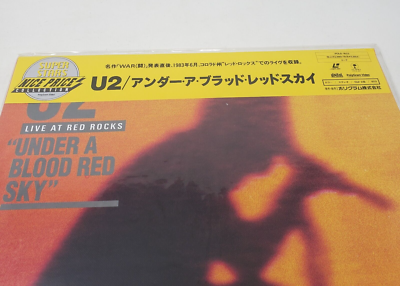 SUPER
STARS
NICE PRICE
COLLECTION
名作"WAR(闘)"発表直後、1983年6月、コロラド州"レッド・ロックス"でのライヴを収録。
U2/アンダー・ア・ブラッド・レッド・スカイ
ポリグラム株式会社
U2
LIVE AT RED ROCKS
"UNDER A
BLOOD RED
SKY"